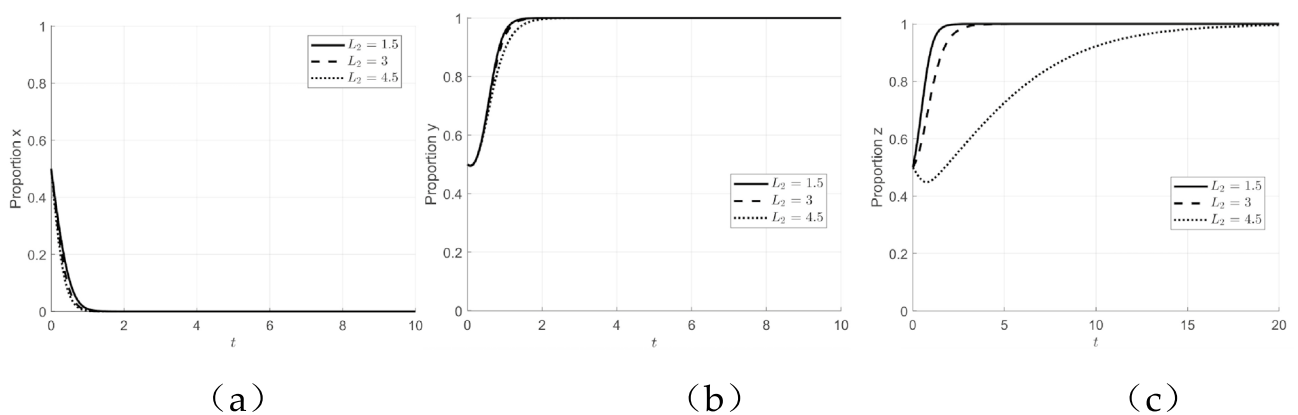 1
0.8
0.6
0.4
0.2
0
Proportion x
0 2 4 6 8 10
t
L₂ = 1.5
L₂ = 3
L₂ = 4.5
(a)
1
0.8
0.6
0.4
0.2
0
Proportion y
0 2 4 6 8 10
t
L₂ = 1.5
L₂ = 3
L₂ = 4.5
(b)
1
0.8
0.6
0.4
0.2
0
Proportion z
0 5 10 15 20
t
L₂ = 1.5
L₂ = 3
L₂ = 4.5
(c)